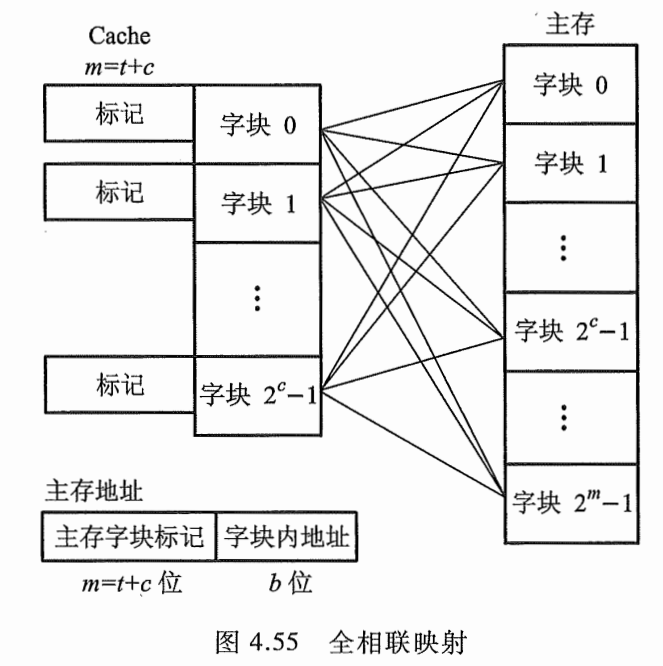 Cache
m=t+c
标记
字块 0
标记
字块 1
⋮
标记
字块 2^c−1
主存
字块 0
字块 1
⋮
字块 2^c−1
⋮
字块 2^m−1
主存地址
主存字块标记 字块内地址
m=t+c 位 b 位
图 4.55 全相联映射